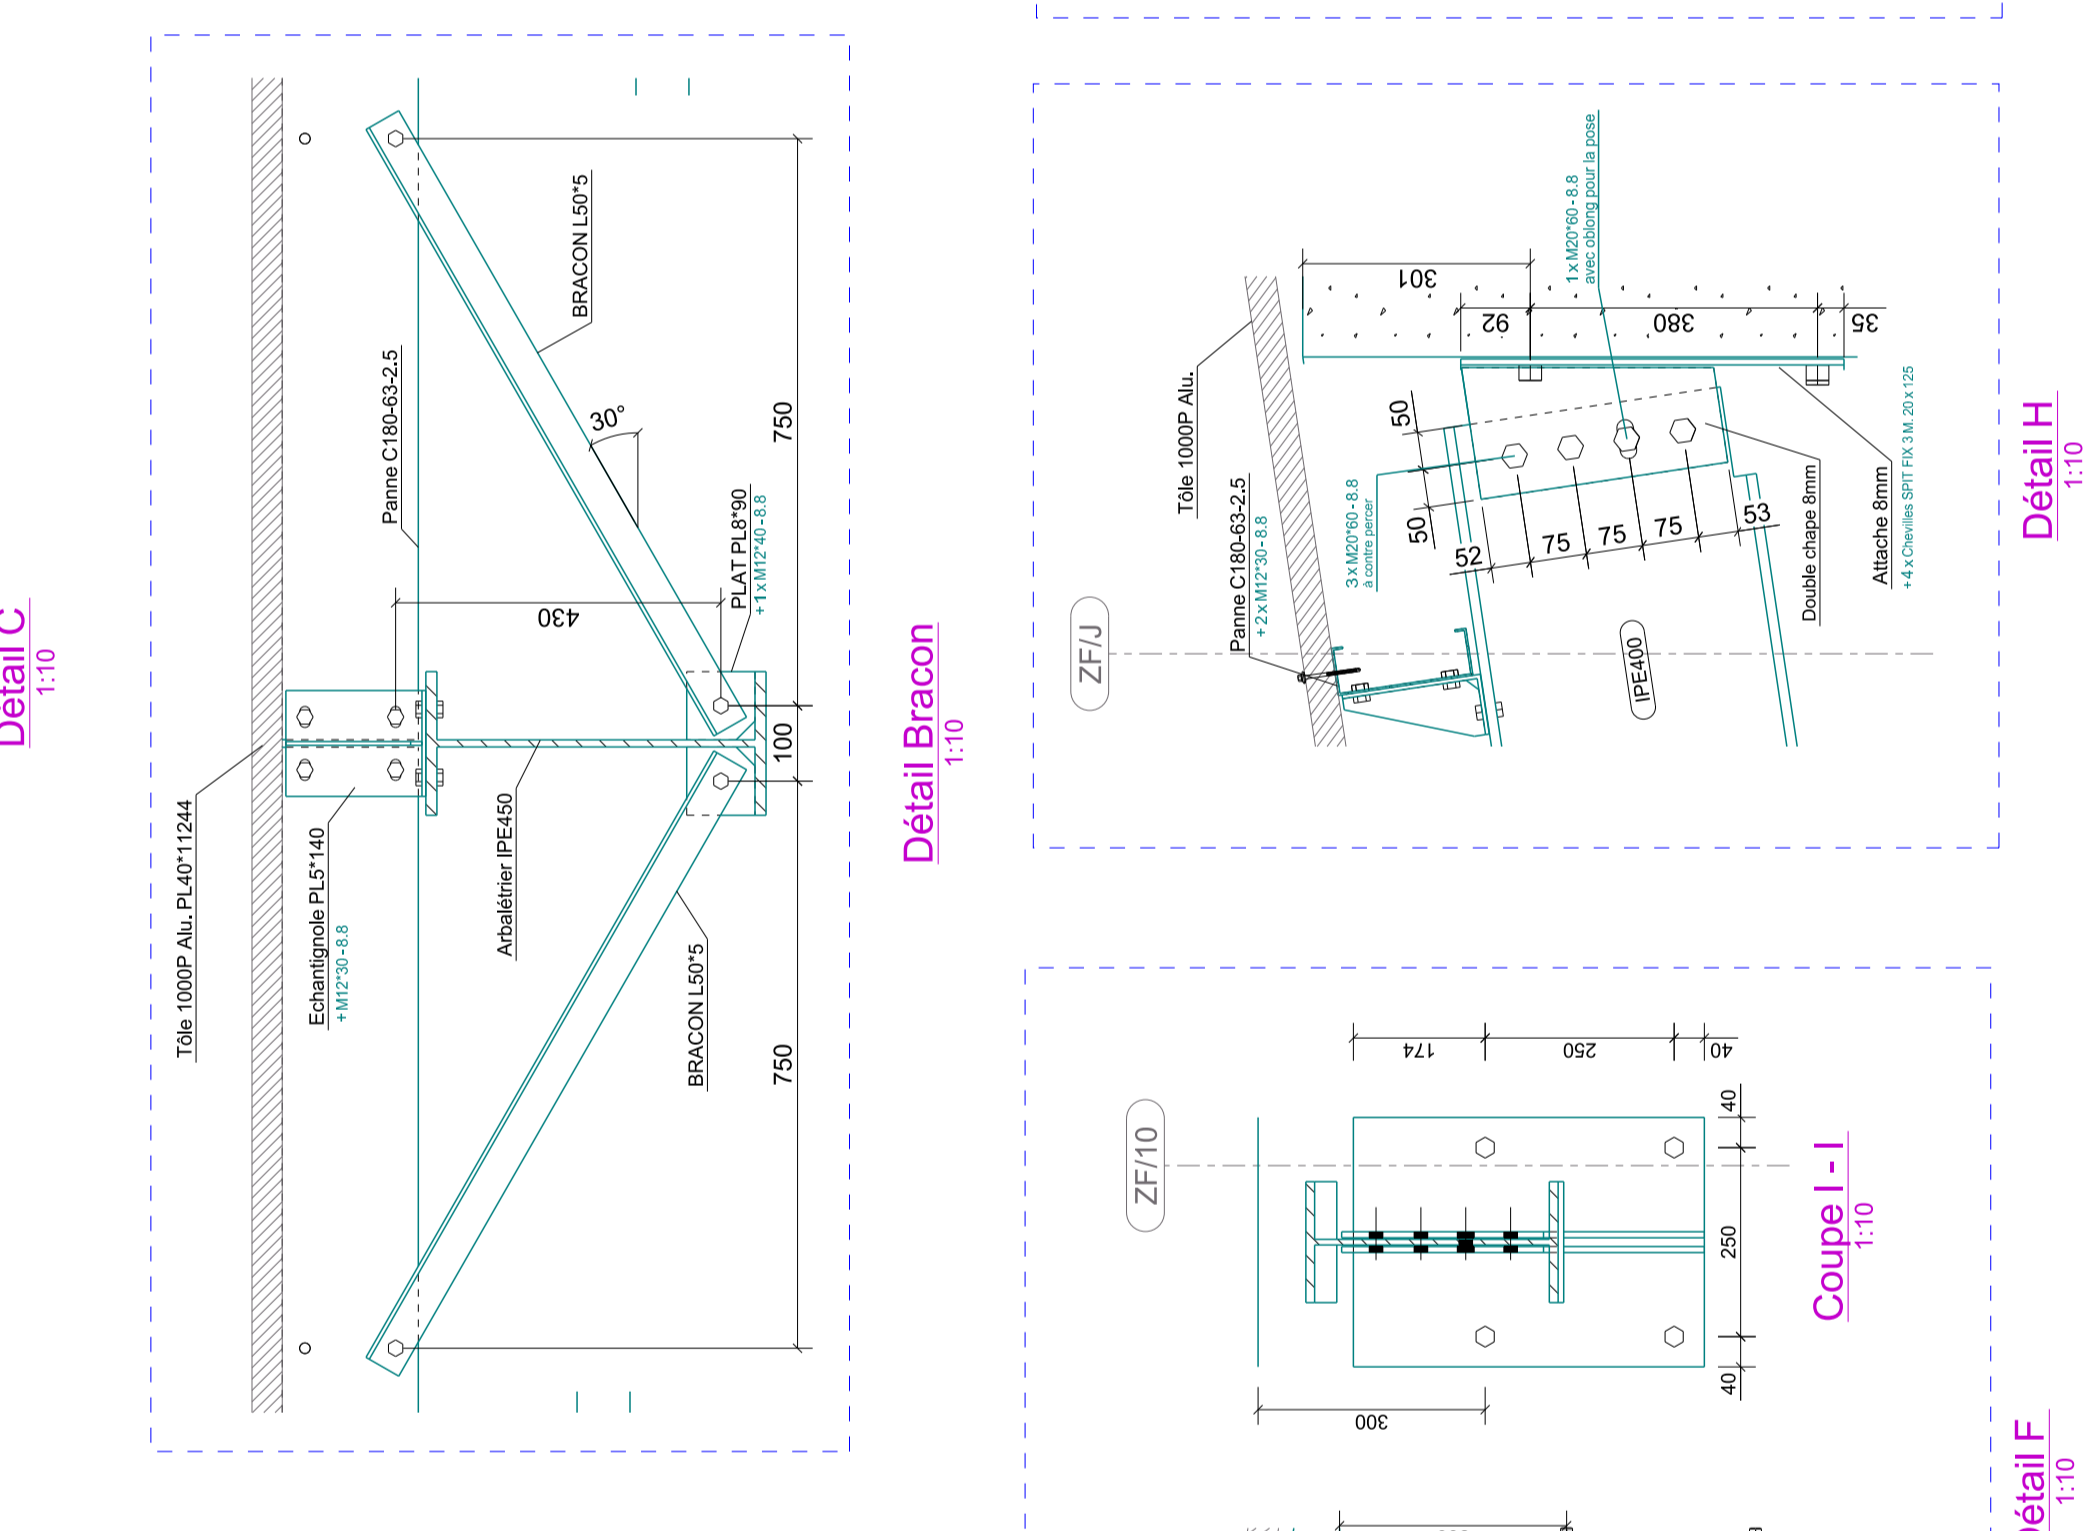 Détail C
1:10
Tôle 1000P Alu. PL40*11244
Echantignole PL5*140
+ M12*30 - 8.8
Arbalétrier IPE450
BRACON L50*5
Panne C180-63-2.5
BRACON L50*5
30°
PLAT PL8*90
+ 1 x M12*40 - 8.8
430
750
100
750
Détail Bracon
1:10
ZF/J
Tôle 1000P Alu.
Panne C180-63-2.5
+ 2 x M12*30 - 8.8
3 x M20*60 - 8.8
à contre percer
1 x M20*60 - 8.8
avec oblong pour la pose
301
92
380
35
50
50
52
75
75
75
53
IPE400
Double chape 8mm
Attache 8mm
+ 4 x Chevilles SPIT FIX 3 M. 20 x 125
Détail H
1:10
ZF/10
174
250
40
40
250
40
300
Coupe I - I
1:10
Détail F
1:10